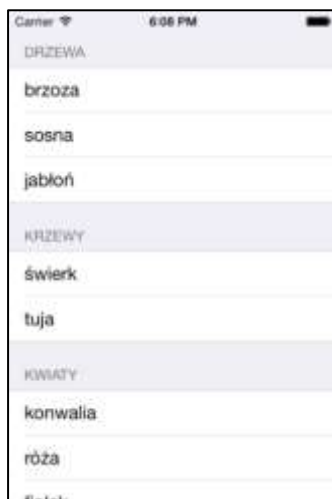 Carrier 6:08 PM
DRZEWA
brzoza
sosna
jabłoń
KRZEWY
świerk
tuja
KWIATY
konwalia
róża